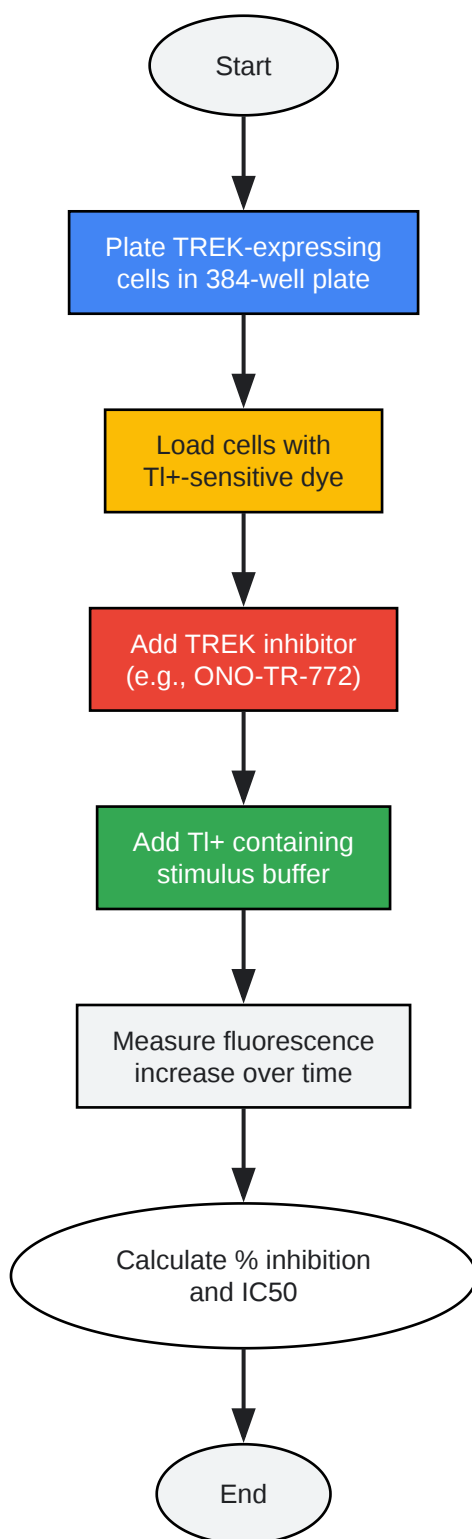 Start
Plate TREK-expressing
cells in 384-well plate
Load cells with
Tl+-sensitive dye
Add TREK inhibitor
(e.g., ONO-TR-772)
Add Tl+ containing
stimulus buffer
Measure fluorescence
increase over time
Calculate % inhibition
and IC50
End